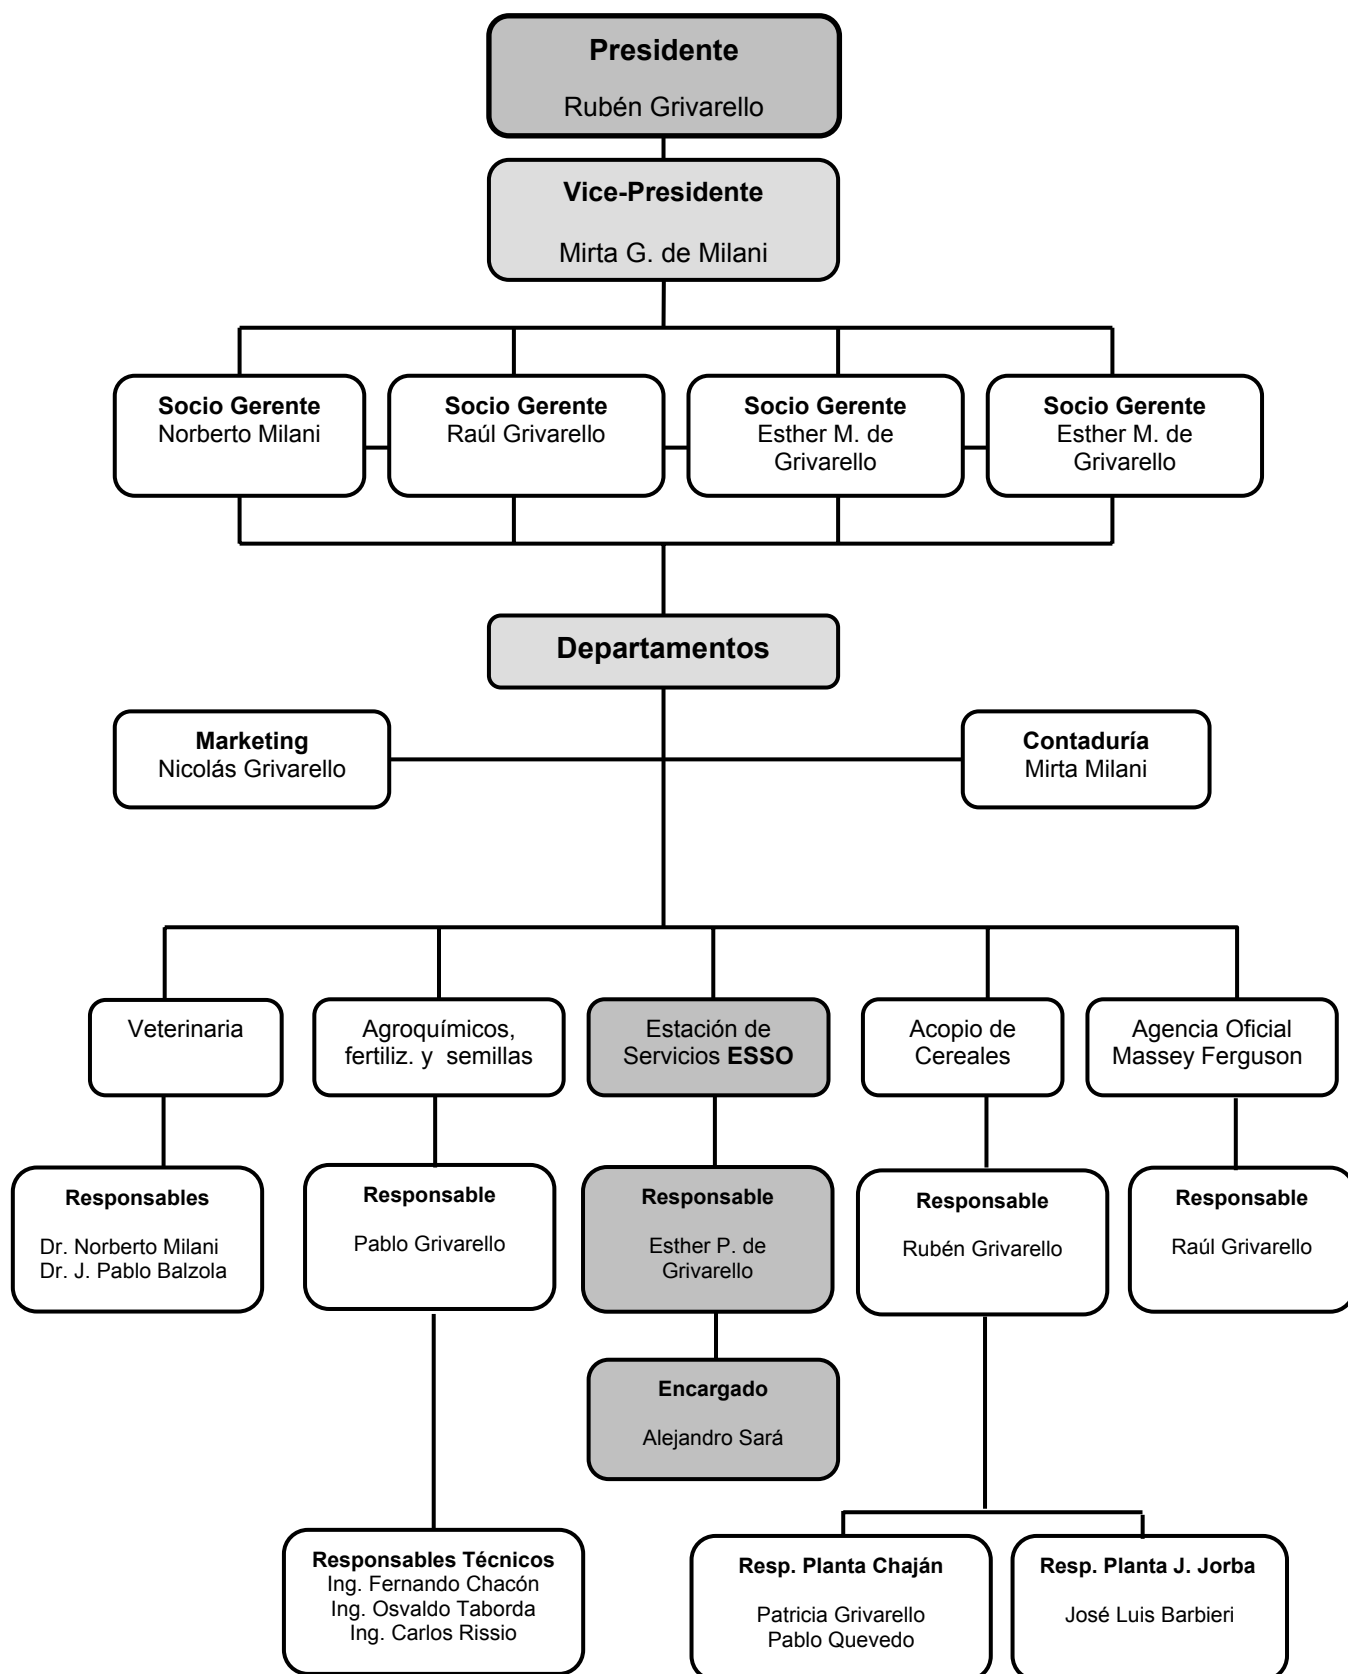 Presidente
Rubén Grivarello
Vice-Presidente
Mirta G. de Milani
Socio Gerente
Norberto Milani
Socio Gerente
Raúl Grivarello
Socio Gerente
Esther M. de
Grivarello
Socio Gerente
Esther M. de
Grivarello
Departamentos
Marketing
Nicolás Grivarello
Contaduría
Mirta Milani
Veterinaria
Agroquímicos,
fertiliz. y semillas
Estación de
Servicios ESSO
Acopio de
Cereales
Agencia Oficial
Massey Ferguson
Responsables
Dr. Norberto Milani
Dr. J. Pablo Balzola
Responsable
Pablo Grivarello
Responsable
Esther P. de
Grivarello
Responsable
Rubén Grivarello
Responsable
Raúl Grivarello
Encargado
Alejandro Sará
Responsables Técnicos
Ing. Fernando Chacón
Ing. Osvaldo Taborda
Ing. Carlos Rissio
Resp. Planta Chaján
Patricia Grivarello
Pablo Quevedo
Resp. Planta J. Jorba
José Luis Barbieri